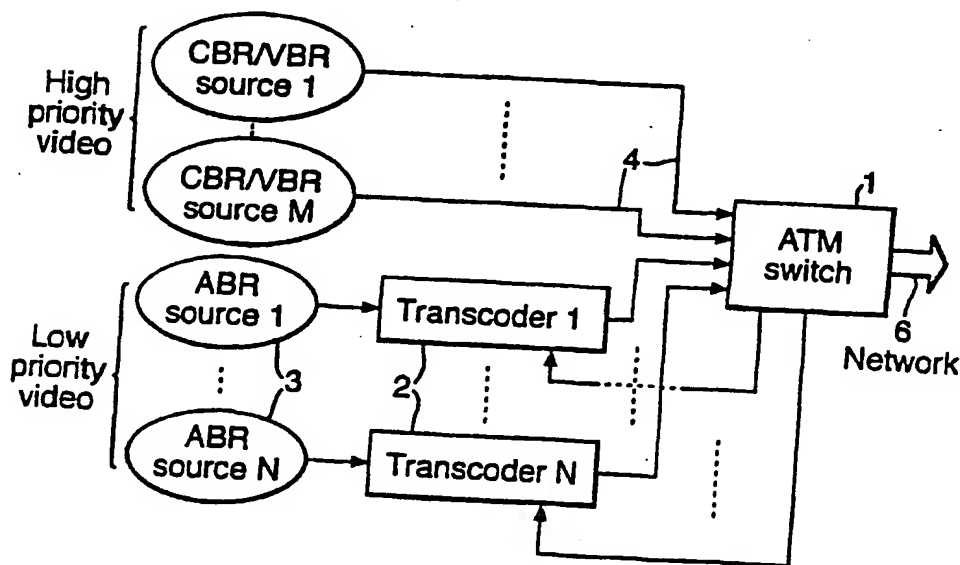 CBR/VBR
source 1
High
priority
video
CBR/VBR
source M
4
1
ATM
switch
6
Network
ABR
source 1
Transcoder 1
Low
priority
video
3
2
ABR
source N
Transcoder N